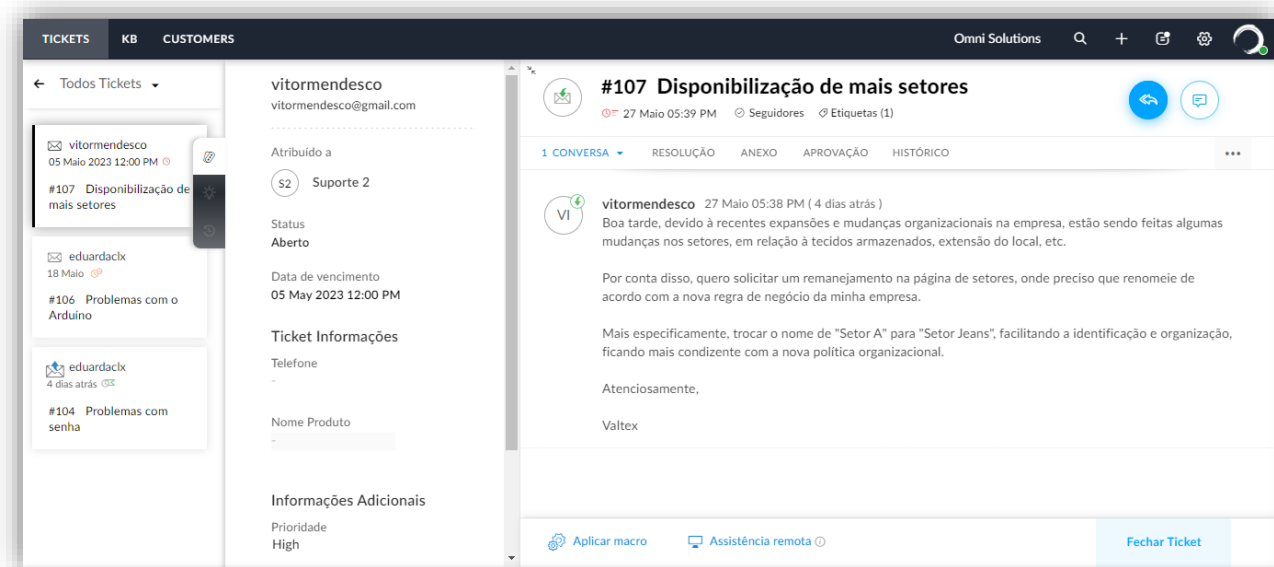 TICKETS KB CUSTOMERS Omni Solutions
Todos Tickets
vitormendesco
05 Maio 2023 12:00 PM
#107 Disponibilização de
mais setores
eduardaclx
18 Maio
#106 Problemas com o
Arduíno
eduardaclx
4 dias atrás
#104 Problemas com
senha
vitormendesco
vitormendesco@gmail.com
Atribuído a
S2 Suporte 2
Status
Aberto
Data de vencimento
05 May 2023 12:00 PM
Ticket Informações
Telefone
-
Nome Produto
-
Informações Adicionais
Prioridade
High
#107 Disponibilização de mais setores
27 Maio 05:39 PM Seguidores Etiquetas (1)
1 CONVERSA RESOLUÇÃO ANEXO APROVAÇÃO HISTÓRICO
VI
vitormendesco 27 Maio 05:38 PM ( 4 dias atrás )
Boa tarde, devido à recentes expansões e mudanças organizacionais na empresa, estão sendo feitas algumas
mudanças nos setores, em relação à tecidos armazenados, extensão do local, etc.
Por conta disso, quero solicitar um remanejamento na página de setores, onde preciso que renomeie de
acordo com a nova regra de negócio da minha empresa.
Mais especificamente, trocar o nome de "Setor A" para "Setor Jeans", facilitando a identificação e organização,
ficando mais condizente com a nova política organizacional.
Atenciosamente,
Valtex
Aplicar macro Assistência remota Fechar Ticket